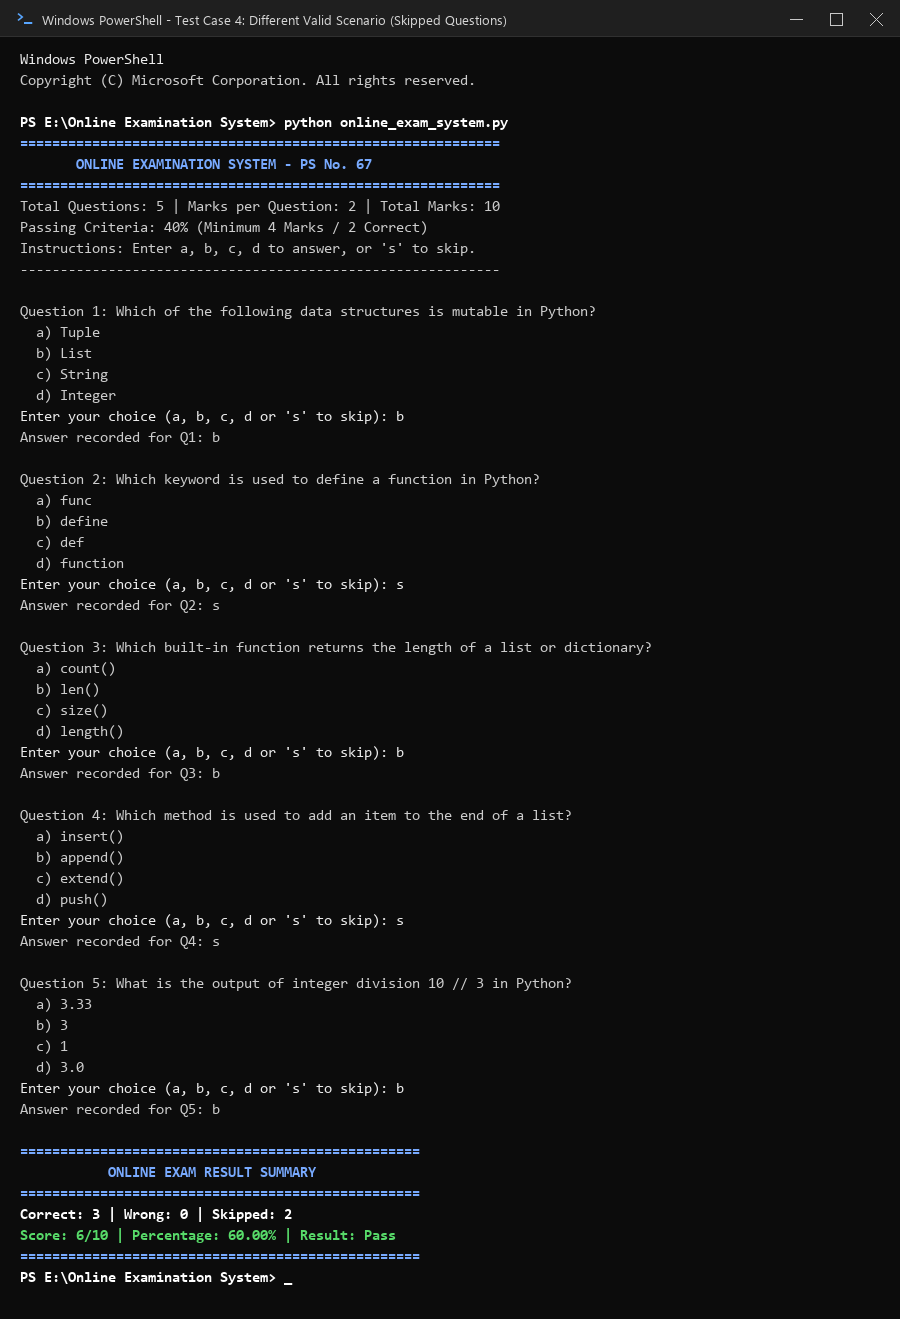 Windows PowerShell - Test Case 4: Different Valid Scenario (Skipped Questions)
Windows PowerShell
Copyright (C) Microsoft Corporation. All rights reserved.
PS E:\Online Examination System> python online_exam_system.py
============================================================
ONLINE EXAMINATION SYSTEM - PS No. 67
============================================================
Total Questions: 5 | Marks per Question: 2 | Total Marks: 10
Passing Criteria: 40% (Minimum 4 Marks / 2 Correct)
Instructions: Enter a, b, c, d to answer, or 's' to skip.
------------------------------------------------------------
Question 1: Which of the following data structures is mutable in Python?
a) Tuple
b) List
c) String
d) Integer
Enter your choice (a, b, c, d or 's' to skip): b
Answer recorded for Q1: b
Question 2: Which keyword is used to define a function in Python?
a) func
b) define
c) def
d) function
Enter your choice (a, b, c, d or 's' to skip): s
Answer recorded for Q2: s
Question 3: Which built-in function returns the length of a list or dictionary?
a) count()
b) len()
c) size()
d) length()
Enter your choice (a, b, c, d or 's' to skip): b
Answer recorded for Q3: b
Question 4: Which method is used to add an item to the end of a list?
a) insert()
b) append()
c) extend()
d) push()
Enter your choice (a, b, c, d or 's' to skip): s
Answer recorded for Q4: s
Question 5: What is the output of integer division 10 // 3 in Python?
a) 3.33
b) 3
c) 1
d) 3.0
Enter your choice (a, b, c, d or 's' to skip): b
Answer recorded for Q5: b
==================================================
ONLINE EXAM RESULT SUMMARY
==================================================
Correct: 3 | Wrong: 0 | Skipped: 2
Score: 6/10 | Percentage: 60.00% | Result: Pass
==================================================
PS E:\Online Examination System> _